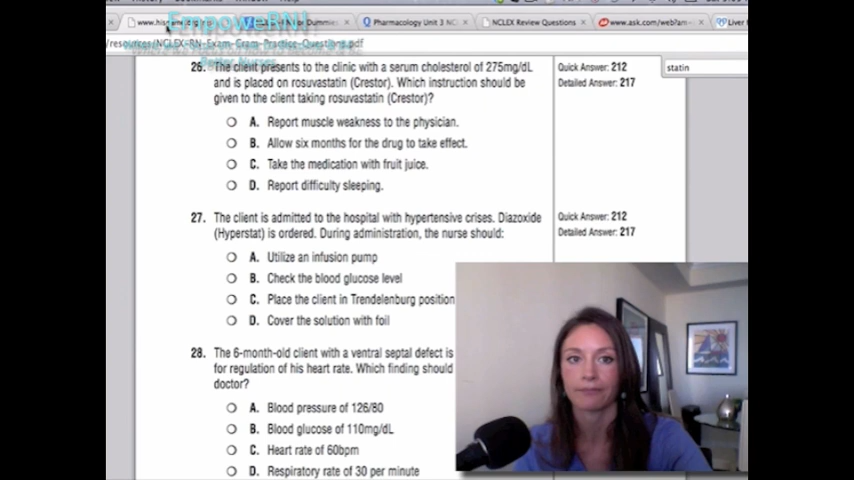 EmpoweRN!
www.his
Dummies
Pharmacology Unit 3 NC
NCLEX Review Questions
www.ask.com/web?am=
Liver f
/resources/NCLEX=RN-Exam-Cram-Practice-Questions.pdf
Better Nurses
statin
26. The client presents to the clinic with a serum cholesterol of 275mg/dL
and is placed on rosuvastatin (Crestor). Which instruction should be
given to the client taking rosuvastatin (Crestor)?
Quick Answer: 212
Detailed Answer: 217
A. Report muscle weakness to the physician.
B. Allow six months for the drug to take effect.
C. Take the medication with fruit juice.
D. Report difficulty sleeping.
27. The client is admitted to the hospital with hypertensive crises. Diazoxide
(Hyperstat) is ordered. During administration, the nurse should:
Quick Answer: 212
Detailed Answer: 217
A. Utilize an infusion pump
B. Check the blood glucose level
C. Place the client in Trendelenburg position
D. Cover the solution with foil
28. The 6-month-old client with a ventral septal defect is
for regulation of his heart rate. Which finding should
doctor?
A. Blood pressure of 126/80
B. Blood glucose of 110mg/dL
C. Heart rate of 60bpm
D. Respiratory rate of 30 per minute